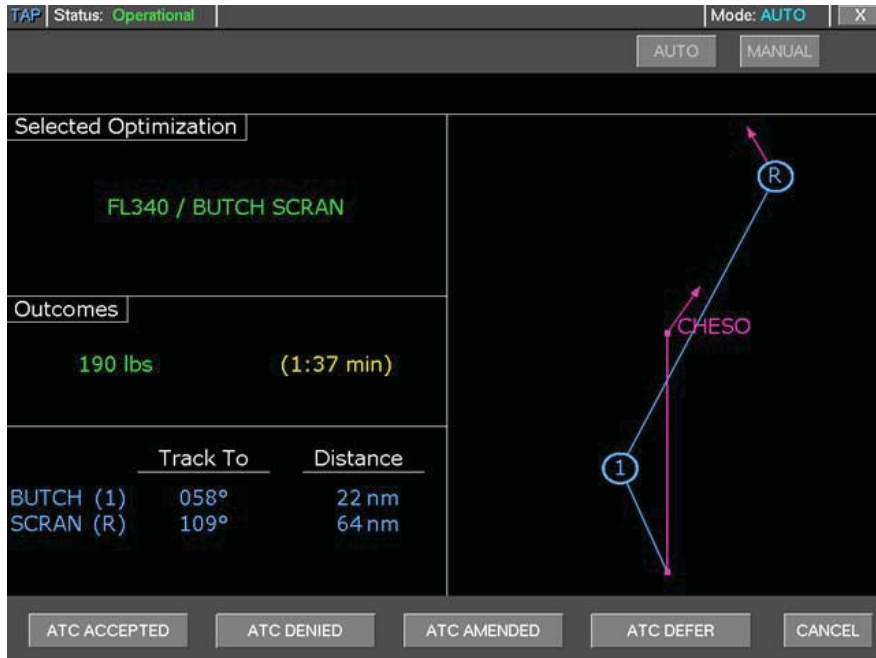 TAP Status: Operational Mode: AUTO X
AUTO MANUAL
Selected Optimization
FL340 / BUTCH SCRAN
Outcomes
190 lbs (1:37 min)
Track To Distance
BUTCH (1) 058° 22 nm
SCRAN (R) 109° 64 nm
R
CHESO
1
ATC ACCEPTED ATC DENIED ATC AMENDED ATC DEFER CANCEL